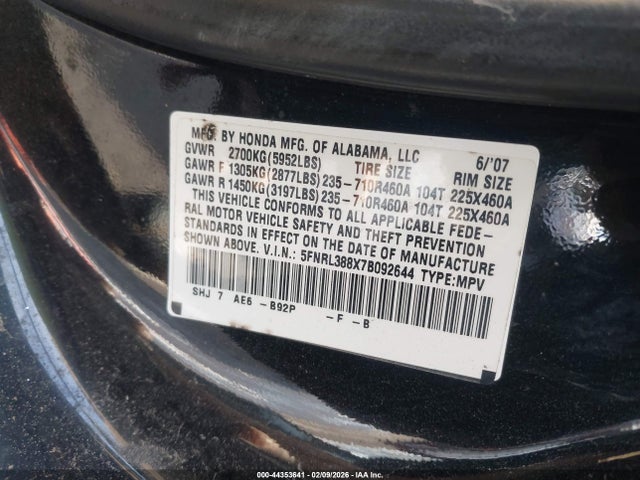 MFG. BY HONDA MFG. OF ALABAMA, LLC 6/'07
GVWR 2700KG(5952LBS) TIRE SIZE RIM SIZE
GAWR F 1305KG(2877LBS) 235-710R460A 104T 225X460A
GAWR R 1450KG(3197LBS) 235-710R460A 104T 225X460A
THIS VEHICLE CONFORMS TO ALL APPLICABLE FEDE-
RAL MOTOR VEHICLE SAFETY AND THEFT PREVENTION
STANDARDS IN EFFECT ON THE DATE OF MANUFACTURE
SHOWN ABOVE. V.I.N.: 5FNRL388X7B092644 TYPE:MPV
SHJ 7 AE6 -B92P -F -B
000-44353641 - 02/09/2026 - IAA Inc.